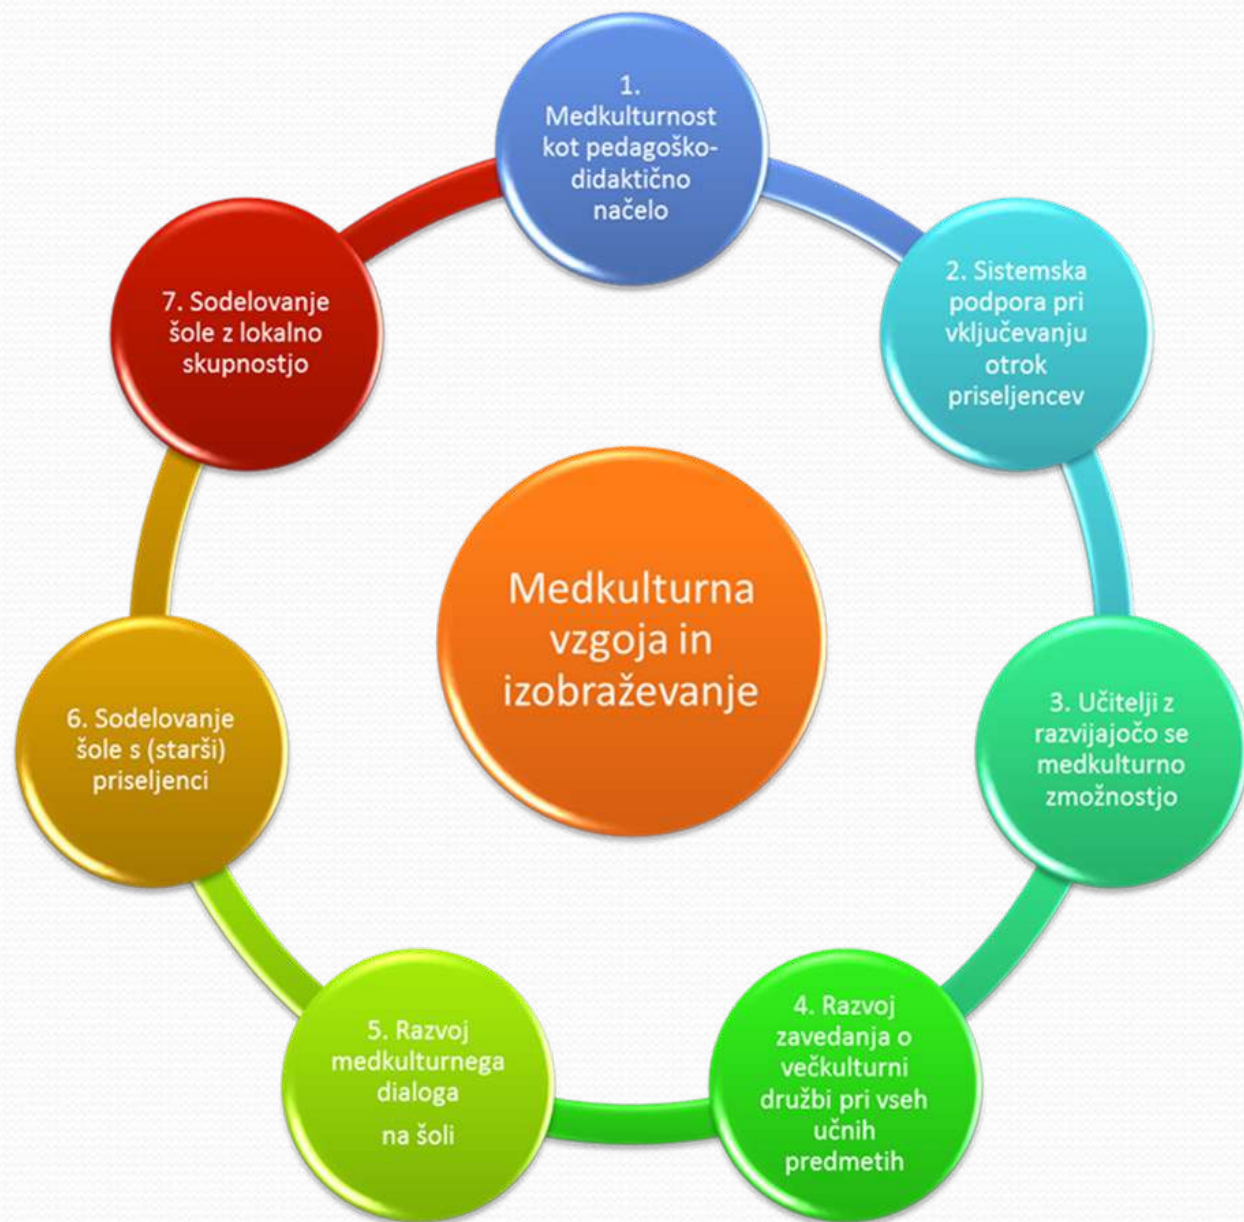 1.
Medkulturnost
kot pedagoško-
didaktično
načelo
2. Sistemska
podpora pri
vključevanju
otrok
priseljencev
3. Učitelji z
razvijajočo se
medkulturno
zmožnostjo
4. Razvoj
zavedanja o
večkulturni
družbi pri vseh
učnih
predmetih
5. Razvoj
medkulturnega
dialoga
na šoli
6. Sodelovanje
šole s (starši)
priseljenci
7. Sodelovanje
šole z lokalno
skupnostjo
Medkulturna
vzgoja in
izobraževanje